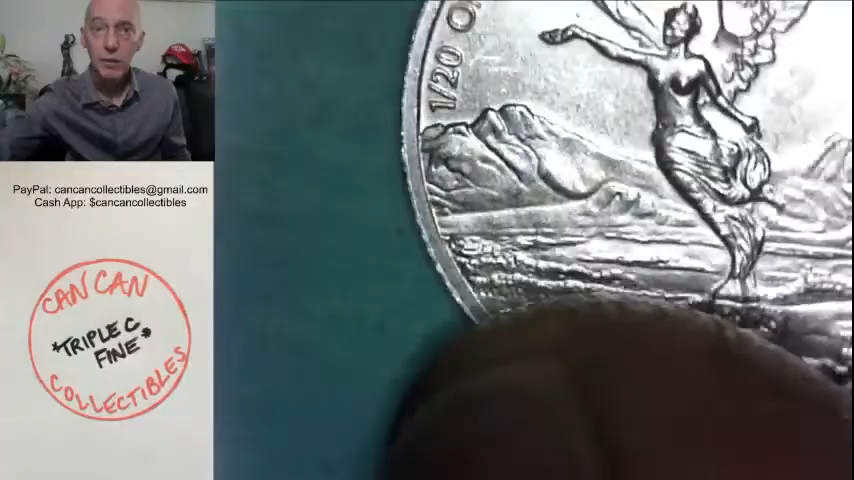 PayPal: cancancollectibles@gmail.com
Cash App: $cancancollectibles
CAN CAN
*TRIPLE C
FINE*
COLLECTIBLES
1/20 O